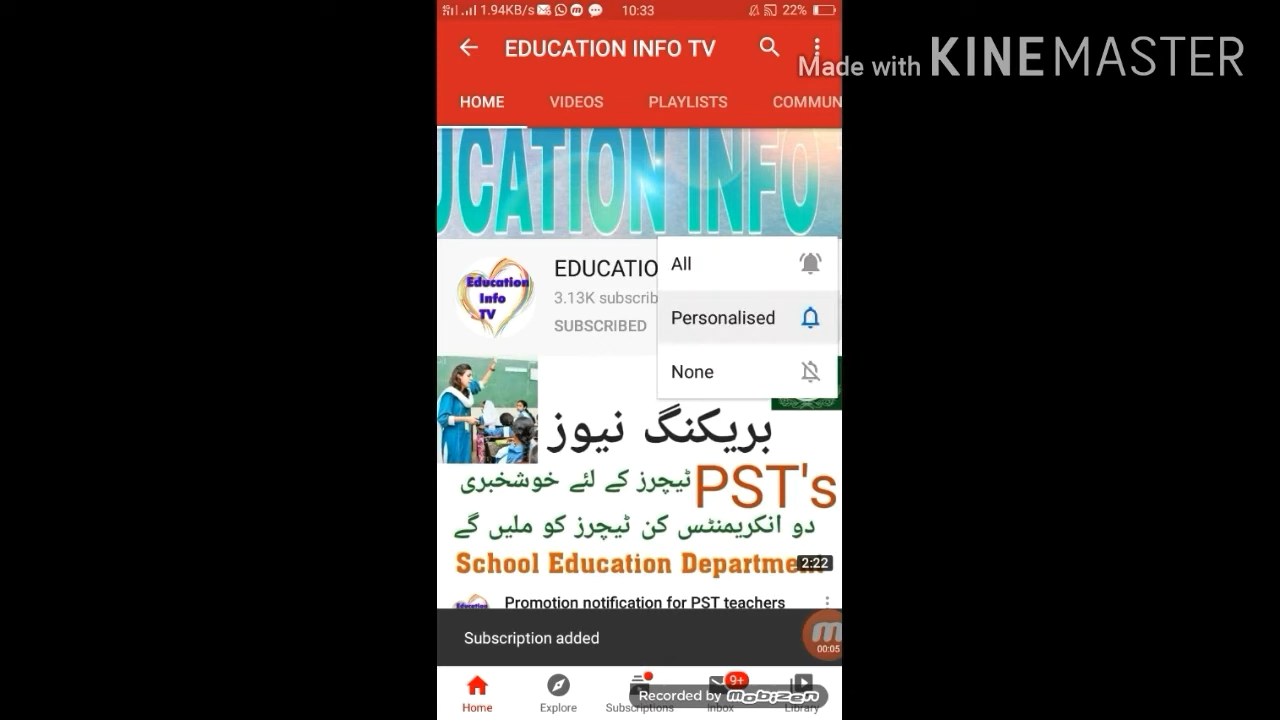 1.94KB/s 10:33 22%
EDUCATION INFO TV
Made with KINEMASTER
HOME VIDEOS PLAYLISTS COMMUN
UCATION INFO
All
EDUCATIO
Education
Info
TV
3.13K subscrib
Personalised
SUBSCRIBED
None
بریکنگ نیوز
PST's ٹیچرز کے لئے خوشخبری
دو انکریمنٹس کن ٹیچرز کو ملیں گے
School Education Department
2:22
Promotion notification for PST teachers
Subscription added
00:05
9+
Recorded by mobizen
Home Explore Subscriptions Inbox Library